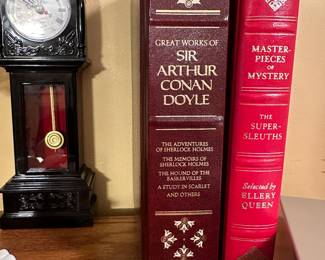 GREAT WORKS OF
SIR
ARTHUR
CONAN
DOYLE
THE ADVENTURES
OF SHERLOCK HOLMES
THE MEMOIRS OF
SHERLOCK HOLMES
THE HOUND OF THE
BASKERVILLES
A STUDY IN SCARLET
AND OTHERS
MASTER-
PIECES OF
MYSTERY
THE
SUPER-
SLEUTHS
Selected by
ELLERY
QUEEN